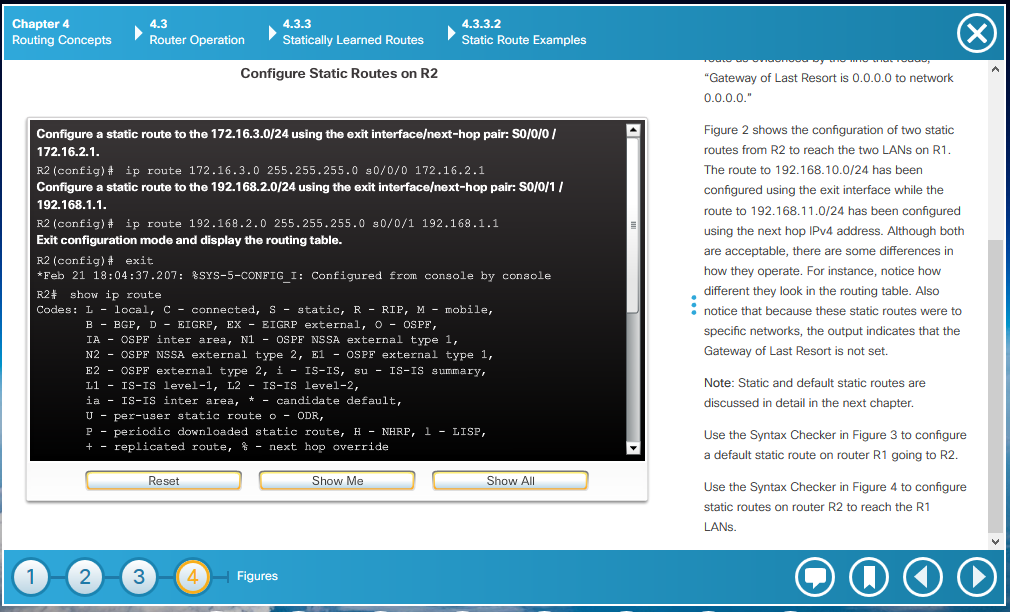 Chapter 4
Routing Concepts
4.3
Router Operation
4.3.3
Statically Learned Routes
4.3.3.2
Static Route Examples
Configure Static Routes on R2
Configure a static route to the 172.16.3.0/24 using the exit interface/next-hop pair: S0/0/0 /
172.16.2.1.
R2(config)# ip route 172.16.3.0 255.255.255.0 s0/0/0 172.16.2.1
Configure a static route to the 192.168.2.0/24 using the exit interface/next-hop pair: S0/0/1 /
192.168.1.1.
R2(config)# ip route 192.168.2.0 255.255.255.0 s0/0/1 192.168.1.1
Exit configuration mode and display the routing table.
R2(config)# exit
*Feb 21 18:04:37.207: %SYS-5-CONFIG_I: Configured from console by console
R2# show ip route
Codes: L - local, C - connected, S - static, R - RIP, M - mobile,
B - BGP, D - EIGRP, EX - EIGRP external, O - OSPF,
IA - OSPF inter area, N1 - OSPF NSSA external type 1,
N2 - OSPF NSSA external type 2, E1 - OSPF external type 1,
E2 - OSPF external type 2, i - IS-IS, su - IS-IS summary,
L1 - IS-IS level-1, L2 - IS-IS level-2,
ia - IS-IS inter area, * - candidate default,
U - per-user static route o - ODR,
P - periodic downloaded static route, H - NHRP, l - LISP,
+ - replicated route, % - next hop override
Reset
Show Me
Show All
route as evidenced by the line that reads,
“Gateway of Last Resort is 0.0.0.0 to network
0.0.0.0.”
Figure 2 shows the configuration of two static
routes from R2 to reach the two LANs on R1.
The route to 192.168.10.0/24 has been
configured using the exit interface while the
route to 192.168.11.0/24 has been configured
using the next hop IPv4 address. Although both
are acceptable, there are some differences in
how they operate. For instance, notice how
different they look in the routing table. Also
notice that because these static routes were to
specific networks, the output indicates that the
Gateway of Last Resort is not set.
Note: Static and default static routes are
discussed in detail in the next chapter.
Use the Syntax Checker in Figure 3 to configure
a default static route on router R1 going to R2.
Use the Syntax Checker in Figure 4 to configure
static routes on router R2 to reach the R1
LANs.
1
2
3
4
Figures